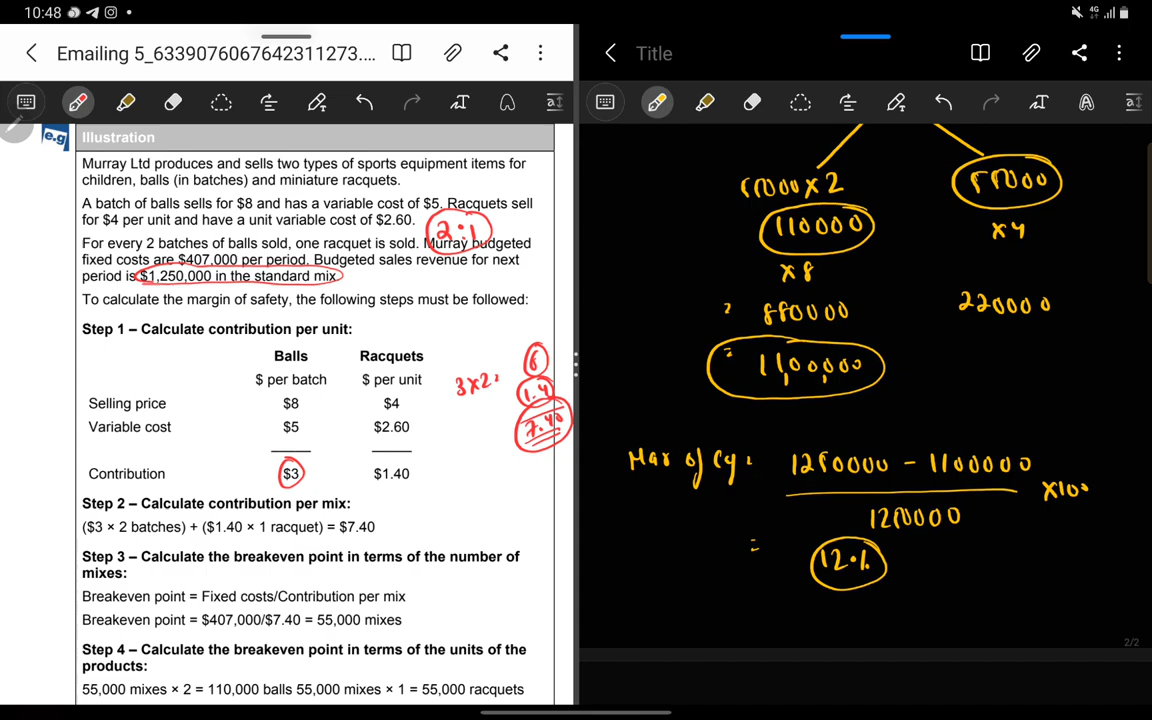 10:48
4G
Emailing 5_6339076067642311273....
Title
e.g
Illustration
Murray Ltd produces and sells two types of sports equipment items for
children, balls (in batches) and miniature racquets.
A batch of balls sells for $8 and has a variable cost of $5. Racquets sell
for $4 per unit and have a unit variable cost of $2.60.
2:1
For every 2 batches of balls sold, one racquet is sold. Murray budgeted
fixed costs are $407,000 per period. Budgeted sales revenue for next
period is $1,250,000 in the standard mix.
To calculate the margin of safety, the following steps must be followed:
Step 1 – Calculate contribution per unit:
Balls Racquets
$ per batch $ per unit
Selling price $8 $4
Variable cost $5 $2.60
Contribution $3 $1.40
3×2: 6
1.4
7.40
Step 2 – Calculate contribution per mix:
($3 × 2 batches) + ($1.40 × 1 racquet) = $7.40
Step 3 – Calculate the breakeven point in terms of the number of
mixes:
Breakeven point = Fixed costs/Contribution per mix
Breakeven point = $407,000/$7.40 = 55,000 mixes
Step 4 – Calculate the breakeven point in terms of the units of the
products:
55,000 mixes × 2 = 110,000 balls 55,000 mixes × 1 = 55,000 racquets
55000×2 55000
110000 ×4
×8
880000 220000
= 11,00,000
1250000 - 1100000
×100
1250000
=
12%
2/2